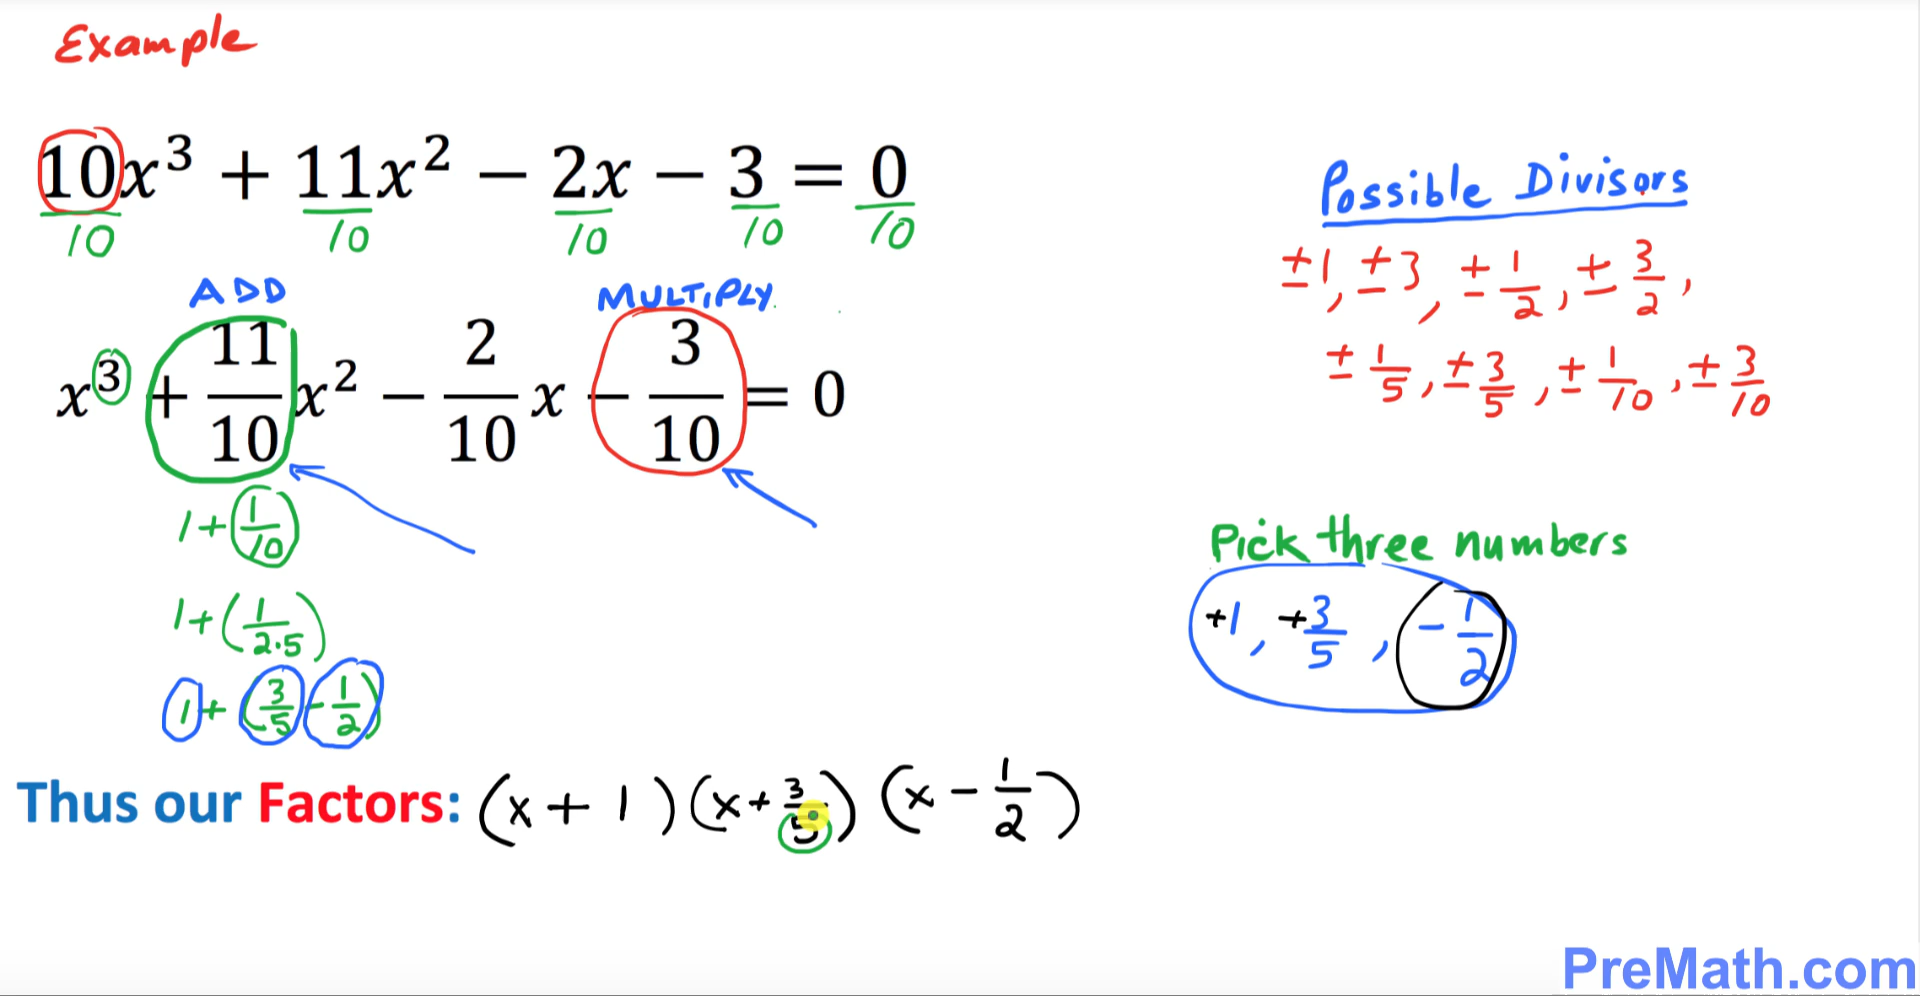 Example
10x³ + 11x² − 2x − 3 = 0
10 10 10 10 10
ADD MULTIPLY
x³ + 11/10 x² − 2/10 x − 3/10 = 0
1 + 1/10
1 + (1/2·5)
1 + (3/5 − 1/2)
Thus our Factors: (x + 1)(x + 3/5)(x − 1/2)
Possible Divisors
±1, ±3, ±1/2, ±3/2,
±1/5, ±3/5, ±1/10, ±3/10
Pick three numbers
+1, +3/5, −1/2
PreMath.com